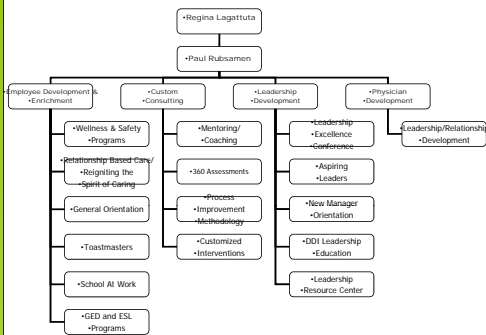 •Regina Lagattuta
•Paul Rubsamen
•Employee Development &
•Enrichment
•Custom
•Consulting
•Leadership
•Development
•Physician
•Development
•Wellness & Safety
•Programs
•Relationship Based Care/
•Reigniting the
•Spirit of Caring
•General Orientation
•Toastmasters
•School At Work
•GED and ESL
•Programs
•Mentoring/
•Coaching
•360 Assessments
•Process
•Improvement
•Methodology
•Customized
•Interventions
•Leadership
•Excellence
•Conference
•Aspiring
•Leaders
•New Manager
•Orientation
•DDI Leadership
•Education
•Leadership
•Resource Center
•Leadership/Relationship
•Development